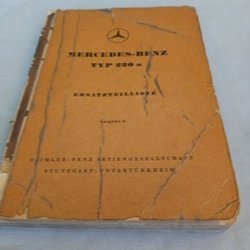 MERCEDES-BENZ
TYP 220 a
ERSATZTEILLISTE
Ausgabe A
DAIMLER-BENZ AKTIENGESELLSCHAFT
STUTTGART-UNTERTÜRKHEIM